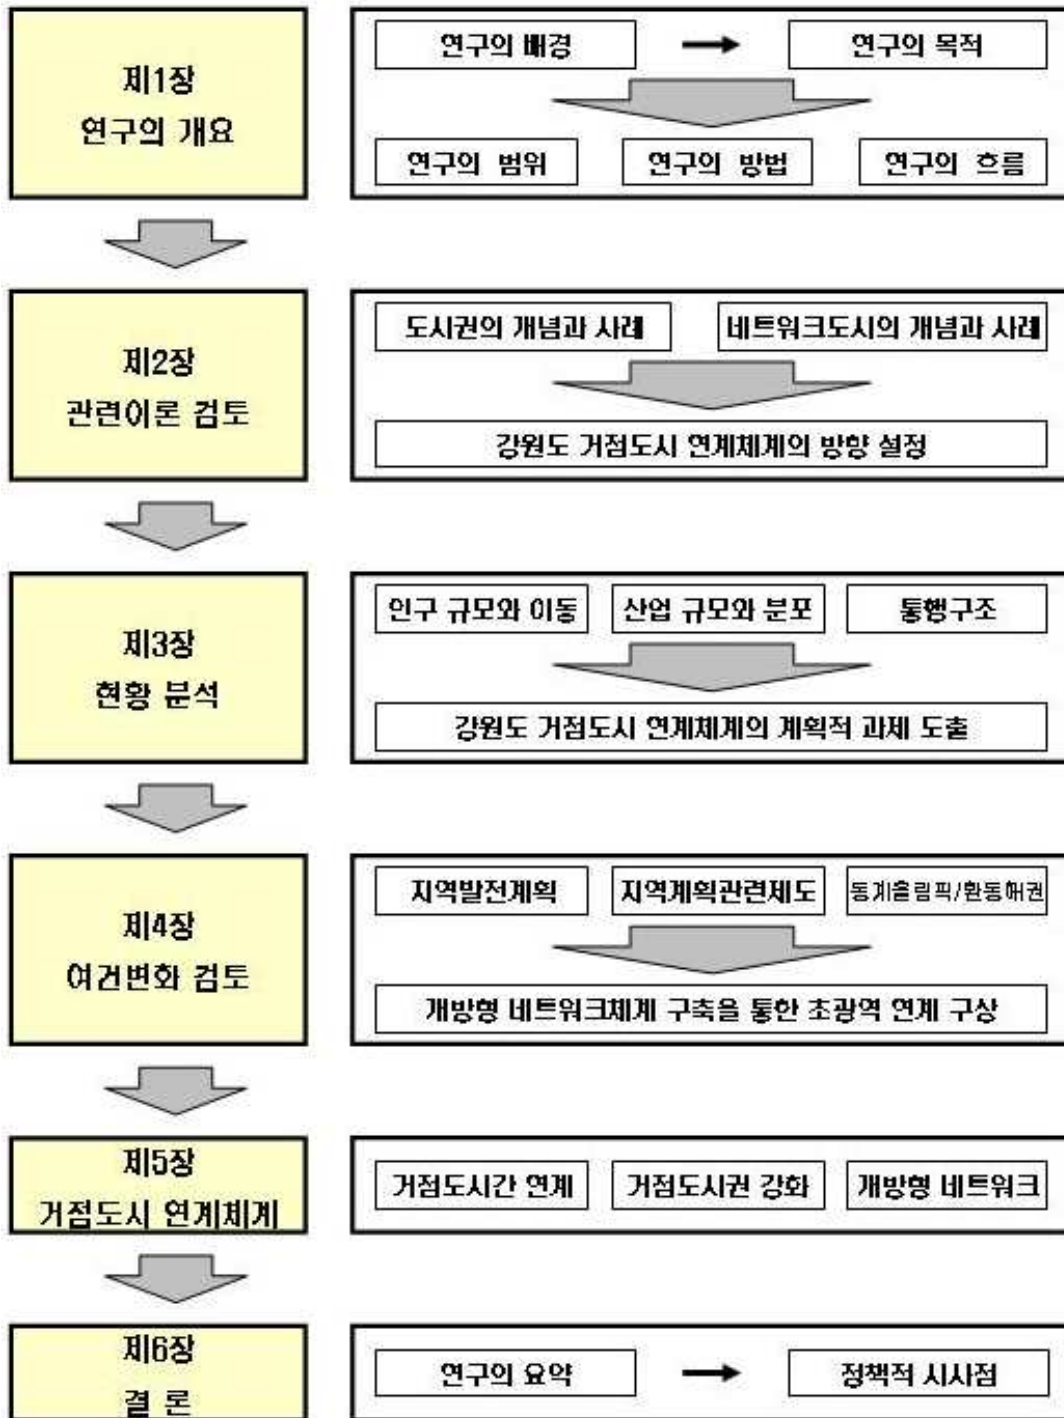 제1장
연구의 개요
연구의 배경
연구의 목적
연구의 범위
연구의 방법
연구의 흐름
제2장
관련이론 검토
도시권의 개념과 사례
네트워크도시의 개념과 사례
강원도 거점도시 연계체계의 방향 설정
제3장
현황 분석
인구 규모와 이동
산업 규모와 분포
통행구조
강원도 거점도시 연계체계의 계획적 과제 도출
제4장
여건변화 검토
지역발전계획
지역계획관련제도
동계올림픽/환동해권
개방형 네트워크체계 구축을 통한 초광역 연계 구상
제5장
거점도시 연계체계
거점도시간 연계
거점도시권 강화
개방형 네트워크
제6장
결 론
연구의 요약
정책적 시사점